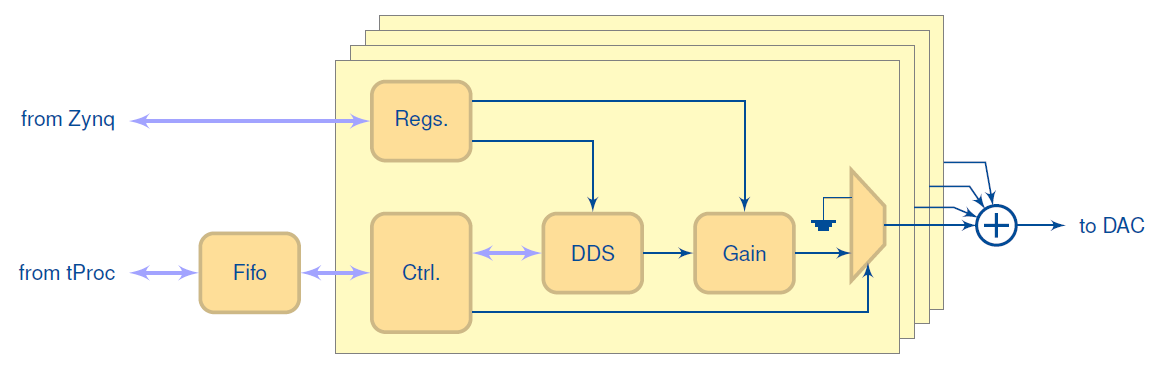 from Zynq
Regs.
to DAC
from tProc
Fifo
Ctrl.
DDS
Gain